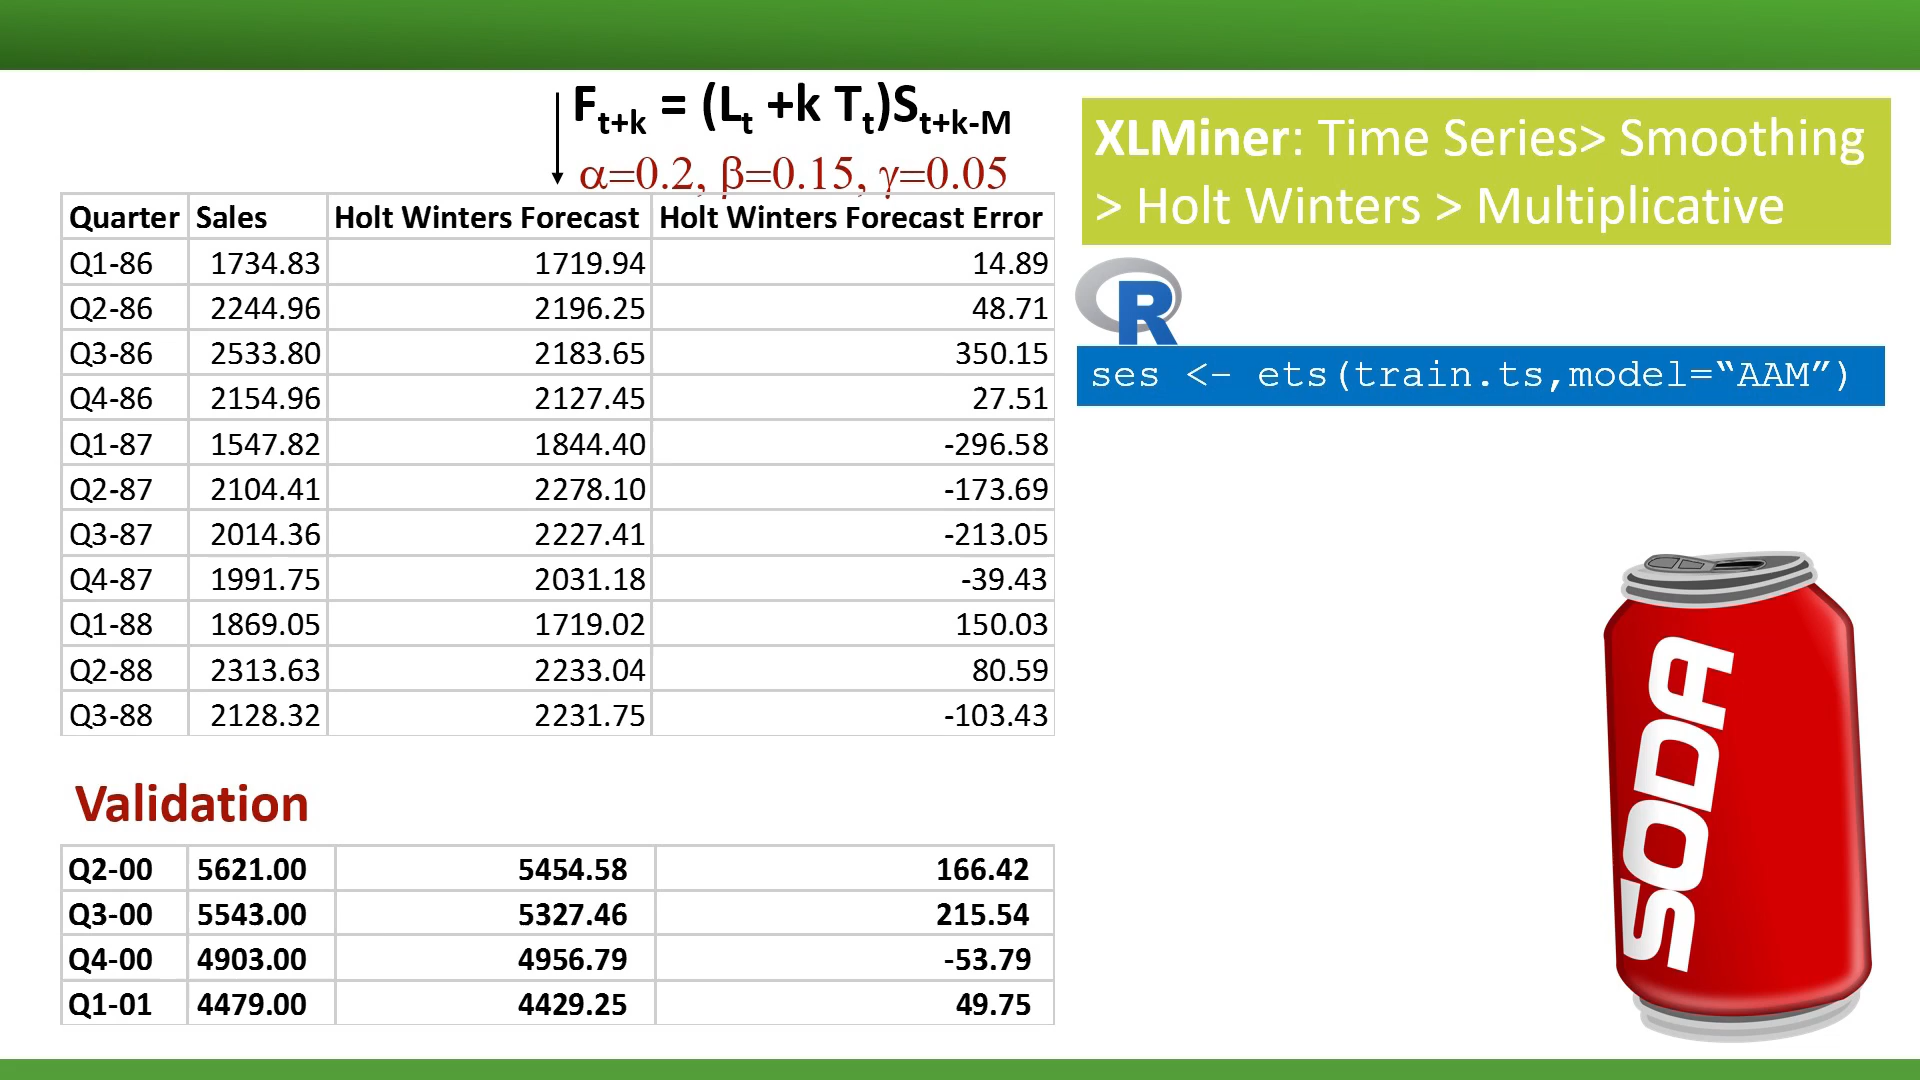 F_{t+k} = (L_t +k T_t)S_{t+k-M}
α=0.2, β=0.15, γ=0.05
XLMiner: Time Series> Smoothing
> Holt Winters > Multiplicative
R
ses <- ets(train.ts,model=“AAM”)
Quarter Sales Holt Winters Forecast Holt Winters Forecast Error
Q1-86 1734.83 1719.94 14.89
Q2-86 2244.96 2196.25 48.71
Q3-86 2533.80 2183.65 350.15
Q4-86 2154.96 2127.45 27.51
Q1-87 1547.82 1844.40 -296.58
Q2-87 2104.41 2278.10 -173.69
Q3-87 2014.36 2227.41 -213.05
Q4-87 1991.75 2031.18 -39.43
Q1-88 1869.05 1719.02 150.03
Q2-88 2313.63 2233.04 80.59
Q3-88 2128.32 2231.75 -103.43
Validation
Q2-00 5621.00 5454.58 166.42
Q3-00 5543.00 5327.46 215.54
Q4-00 4903.00 4956.79 -53.79
Q1-01 4479.00 4429.25 49.75
SODA